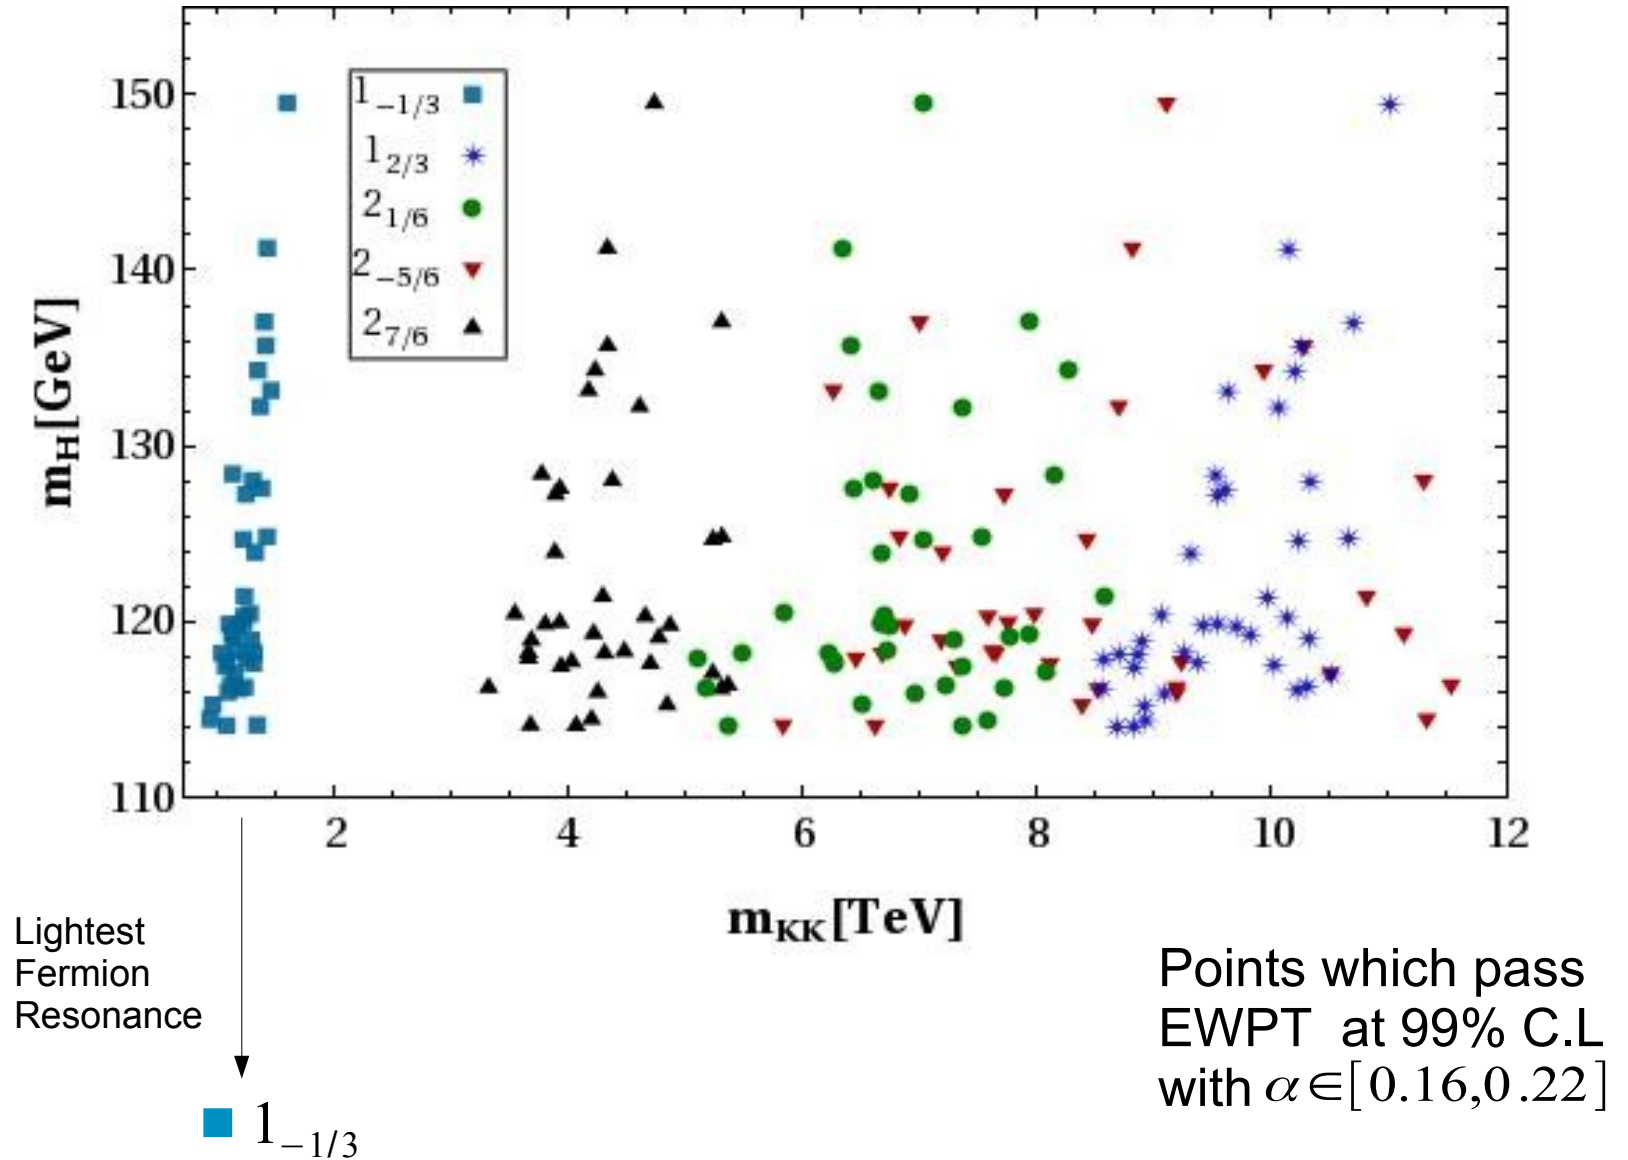 150
140
130
120
110
m_H[GeV]
1_{-1/3}
1_{2/3}
2_{1/6}
2_{-5/6}
2_{7/6}
2 4 6 8 10 12
m_{KK}[TeV]
Lightest
Fermion
Resonance
1_{-1/3}
Points which pass
EWPT at 99% C.L
with α∈[0.16,0.22]